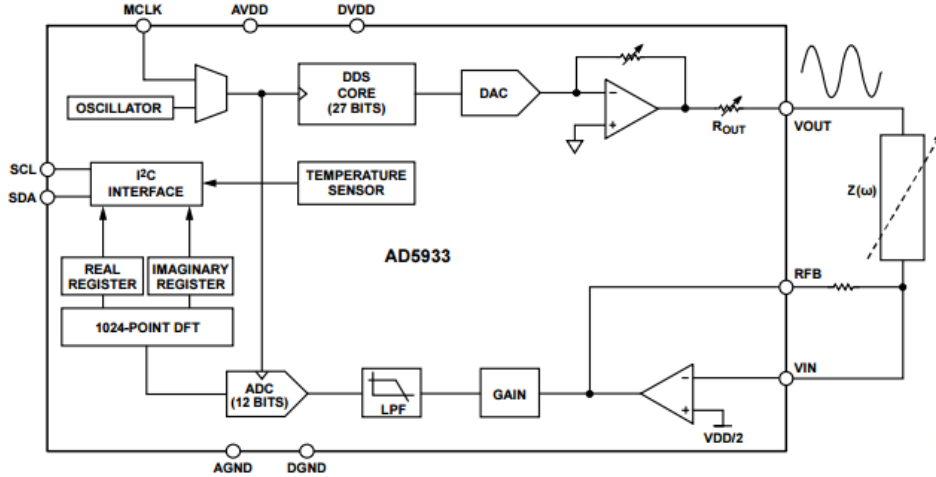 MCLK
AVDD
DVDD
OSCILLATOR
DDS
CORE
(27 BITS)
DAC
−
+
ROUT
VOUT
SCL
SDA
I2C
INTERFACE
TEMPERATURE
SENSOR
Z(ω)
AD5933
REAL
REGISTER
IMAGINARY
REGISTER
RFB
1024-POINT DFT
ADC
(12 BITS)
LPF
GAIN
−
+
VIN
VDD/2
AGND
DGND